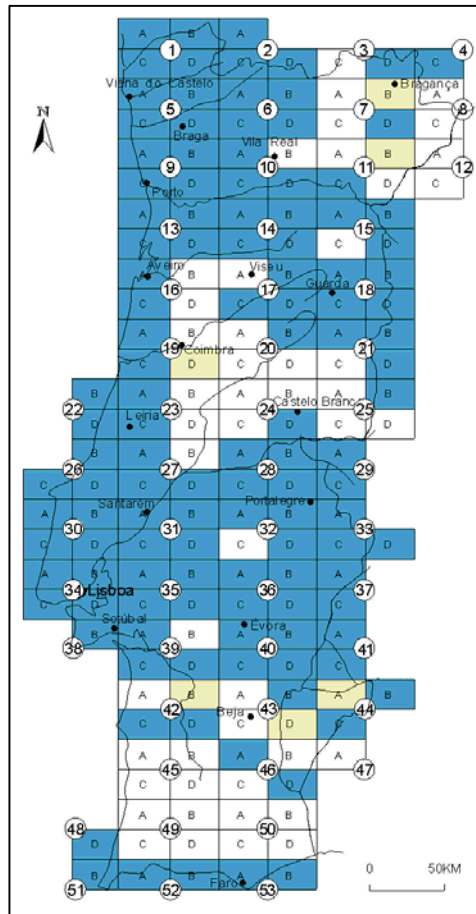 A B A
1 2 3 4
C D C D C D C
Bragança
Viana do Castelo
A B A B A B A
5 6 7 8
N
C D C D C D C
Braga
Vila Real
A B A B A B A
9 10 11 12
C D C D C D C
Porto
A B A B A B
13 14 15
C D C D C D
Aveiro Viseu
A B A B A B
16 17 18
Guarda
C D C D C D
A B A B A B
19 20 21
Coimbra
C D C D C D
B A B A B A B
22 23 24 25
Castelo Branco
D C D C D C D
Leiria
B A B A B A
26 27 28 29
C D C D C D C
Santarém Portalegre
A B A B A B A
30 31 32 33
C D C D C D C D
A B A B A B A
34 35 36 37
Lisboa
D C D C D C
Setúbal Évora
B A B A B A
38 39 40 41
C D C D C
A B A B A B
42 43 44
Beja
C D C D C
A B A B A
45 46 47
C D C D
A B A B
48 49 50
D C D C D
B A B A B
51 52 53
Faro
0 50KM